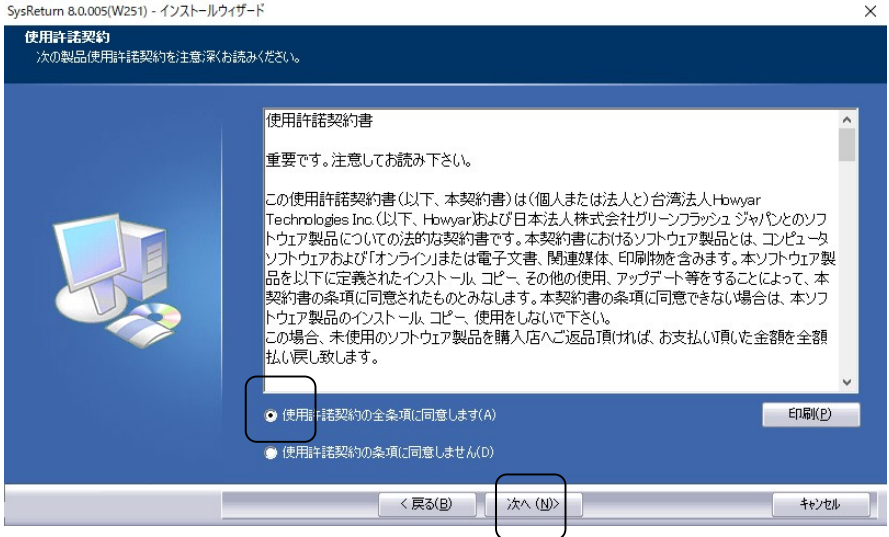 SysReturn 8.0.005(W251) - インストールウィザード
使用許諾契約
次の製品使用許諾契約を注意深くお読みください。
使用許諾契約書
重要です。注意してお読み下さい。
この使用許諾契約書（以下、本契約書）は（個人または法人と）台湾法人Howyar
Technologies Inc.（以下、Howyar）および日本法人株式会社グリーンフラッシュ ジャパンとのソフ
トウェア製品についての法的な契約書です。本契約書におけるソフトウェア製品とは、コンピュータ
ソフトウェアおよび「オンライン」または電子文書、関連媒体、印刷物を含みます。本ソフトウェア製
品を以下に定義されたインストール、コピー、その他の使用、アップデート等をすることによって、本
契約書の条項に同意されたものとみなします。本契約書の条項に同意できない場合は、本ソフ
トウェア製品のインストール、コピー、使用をしないで下さい。
この場合、未使用のソフトウェア製品を購入店へご返品頂ければ、お支払い頂いた金額を全額
払い戻し致します。
使用許諾契約の全条項に同意します(A)
印刷(P)
使用許諾契約の条項に同意しません(D)
< 戻る(B)
次へ (N)>
キャンセル